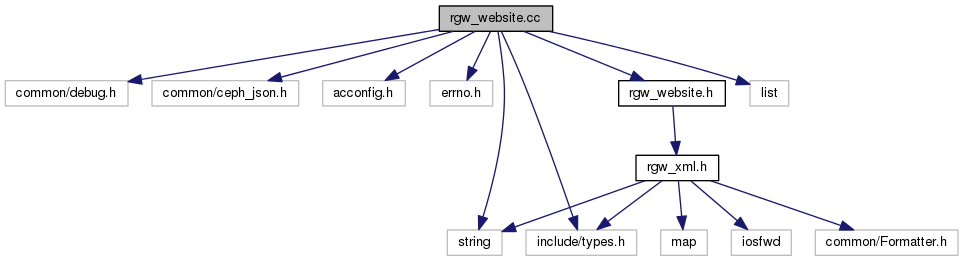 rgw_website.cc
common/debug.h
common/ceph_json.h
acconfig.h
errno.h
rgw_website.h
list
rgw_xml.h
string
include/types.h
map
iosfwd
common/Formatter.h